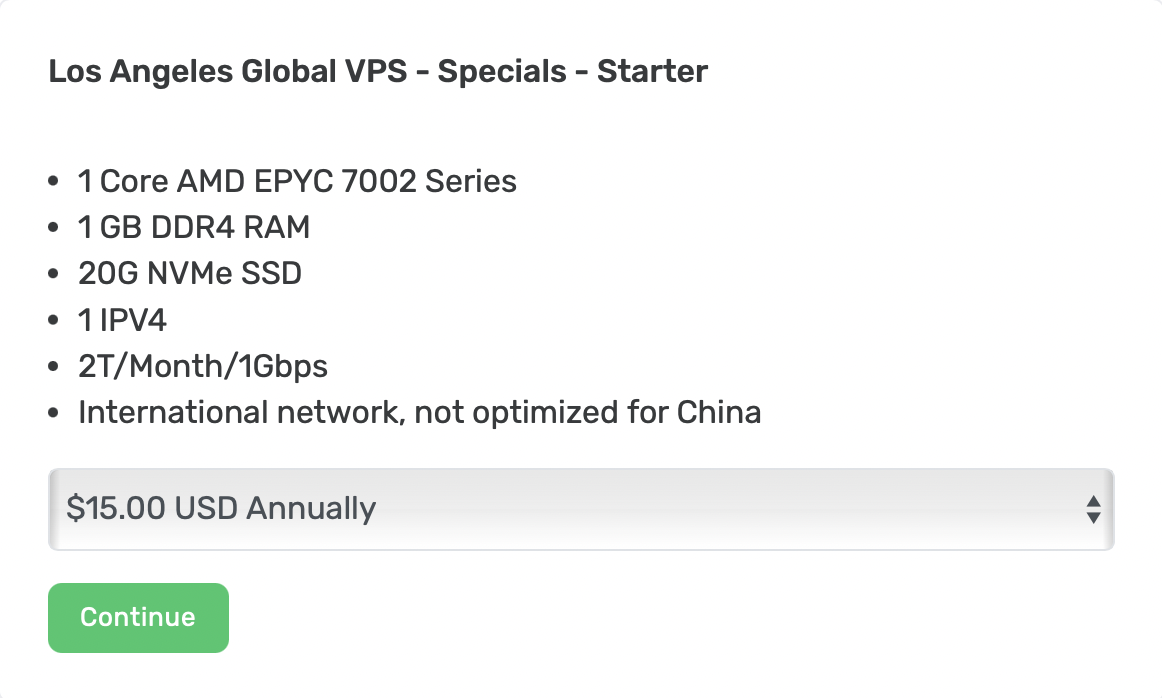 Los Angeles Global VPS - Specials - Starter
• 1 Core AMD EPYC 7002 Series
• 1 GB DDR4 RAM
• 20G NVMe SSD
• 1 IPV4
• 2T/Month/1Gbps
• International network, not optimized for China
$15.00 USD Annually
Continue